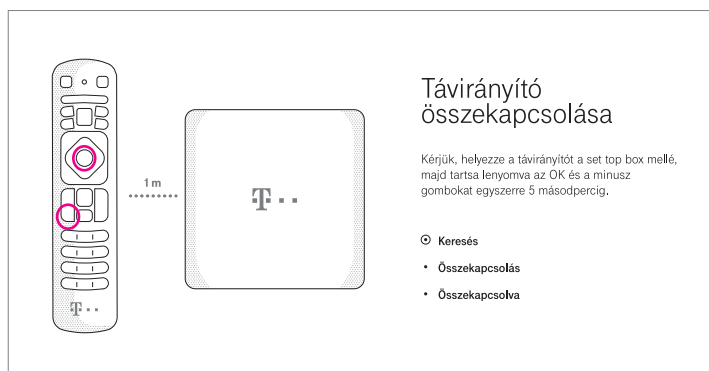 Távirányító
összekapcsolása
Kérjük, helyezze a távirányítót a set top box mellé,
majd tartsa lenyomva az OK és a minusz
gombokat egyszerre 5 másodpercig.
1 m
T
Keresés
Összekapcsolás
Összekapcsolva
T